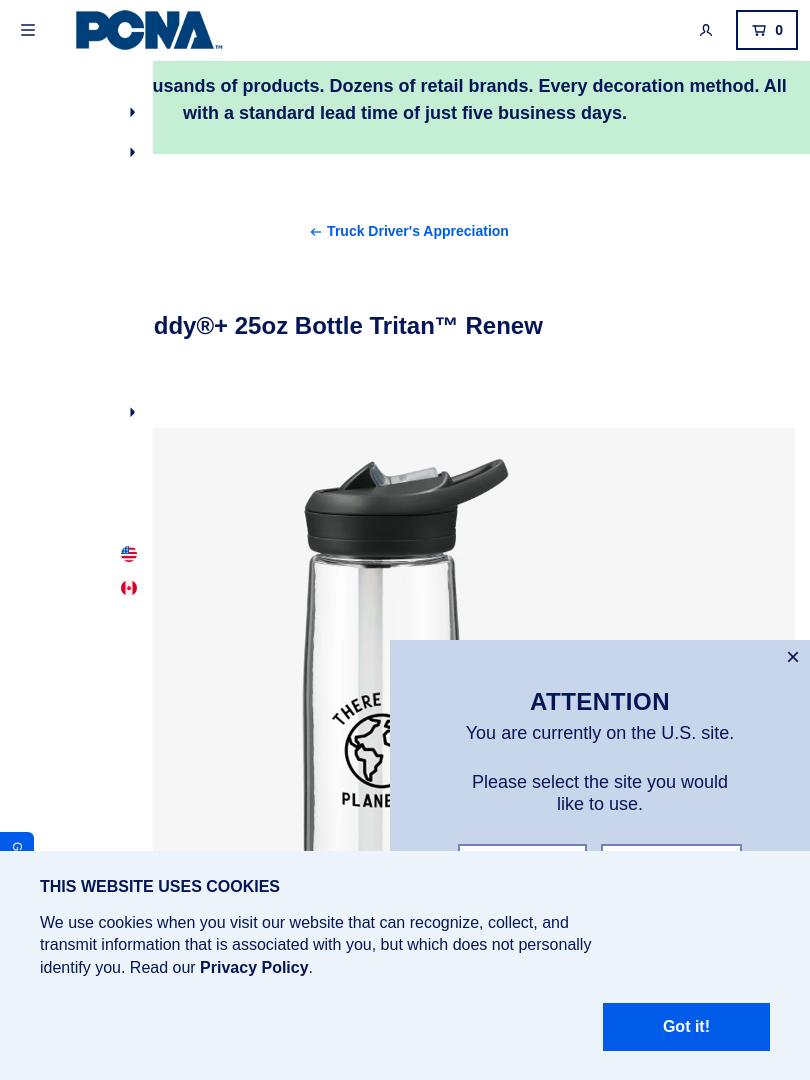 PCNA™
0
usands of products. Dozens of retail brands. Every decoration method. All
with a standard lead time of just five business days.
Truck Driver's Appreciation
ddy®+ 25oz Bottle Tritan™ Renew
THERE
PLANE
ATTENTION
You are currently on the U.S. site.
Please select the site you would
like to use.
G
THIS WEBSITE USES COOKIES
We use cookies when you visit our website that can recognize, collect, and
transmit information that is associated with you, but which does not personally
identify you. Read our Privacy Policy.
Got it!